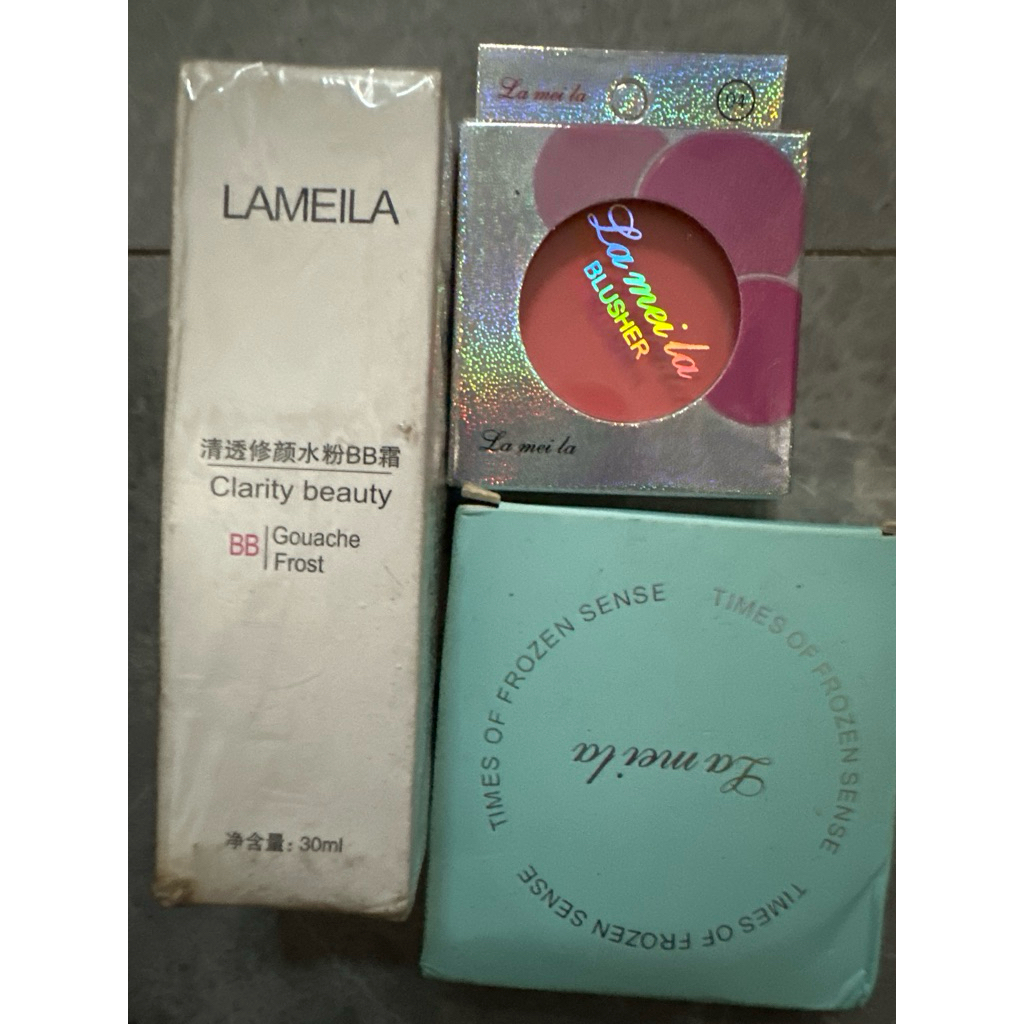 LAMEILA
清透修颜水粉BB霜
Clarity beauty
BB
Gouache
Frost
净含量: 30ml
La mei la
La mei la
BLUSHER
La mei la
TIMES OF FROZEN SENSE
TIMES OF FROZEN SENSE
TIMES OF FROZEN SENSE
La mei la